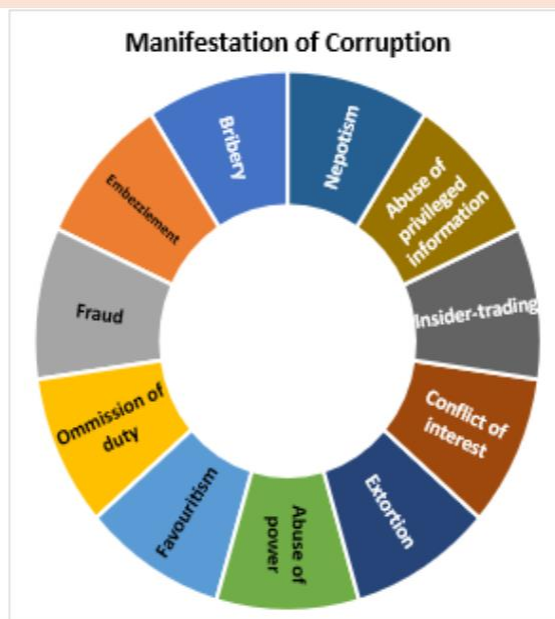 Manifestation of Corruption
Nepotism
Abuse of
privileged
information
Insider-trading
Conflict of
interest
Extortion
Abuse of
power
Favouritism
Ommission of
duty
Fraud
Embezzlement
Bribery